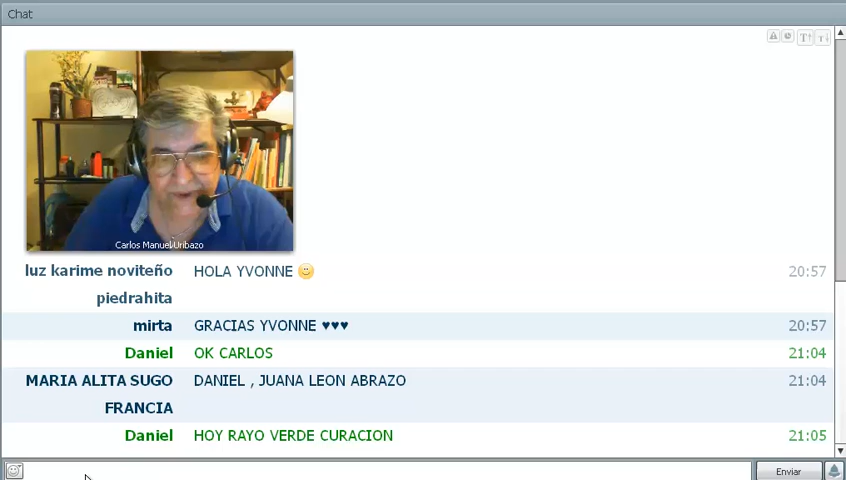 Chat
Carlos Manuel Uribazo
luz karime noviteño HOLA YVONNE 20:57
piedrahita
mirta GRACIAS YVONNE ♥♥♥ 20:57
Daniel OK CARLOS 21:04
MARIA ALITA SUGO DANIEL , JUANA LEON ABRAZO 21:04
FRANCIA
Daniel HOY RAYO VERDE CURACION 21:05
Enviar